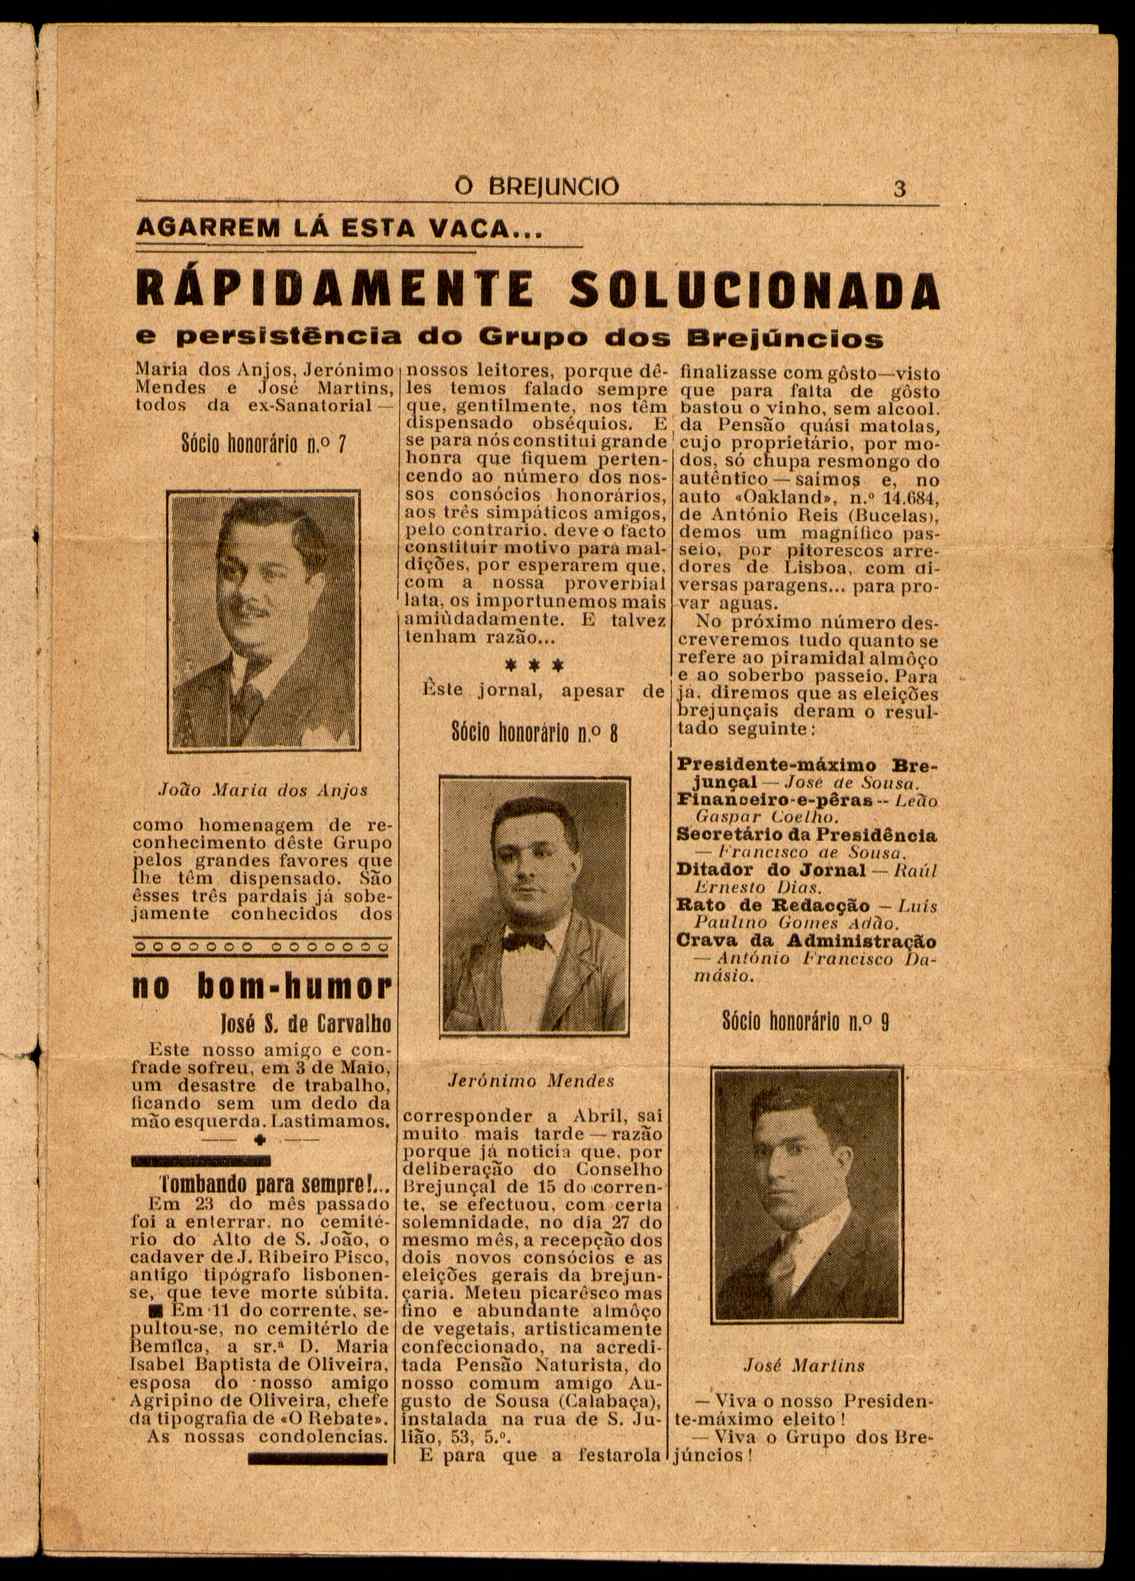 O BREJUNCIO
3
AGARREM LÁ ESTA VACA...
RÁPIDAMENTE SOLUCIONADA
e persistência do Grupo dos Brejúncios
Maria dos Anjos, Jerónimo
Mendes e José Martins,
todos da ex-Sanatorial —
Sócio honorário n.º 7
João Maria dos Anjos
como homenagem de re-
conhecimento dêste Grupo
pelos grandes favores que
lhe têm dispensado. São
êsses três pardais já sobe-
jamente conhecidos dos
no bom-humor
José S. de Carvalho
Este nosso amigo e con-
frade sofreu, em 3 de Maio,
um desastre de trabalho,
ficando sem um dedo da
mão esquerda. Lastimamos.
Tombando para sempre!...
Em 23 do mês passado
foi a enterrar, no cemité-
rio do Alto de S. João, o
cadaver de J. Ribeiro Pisco,
antigo tipógrafo lisbonen-
se, que teve morte súbita.
■ Em 11 do corrente, se-
pultou-se, no cemitério de
Bemfica, a sr.ª D. Maria
Isabel Baptista de Oliveira,
esposa do nosso amigo
Agripino de Oliveira, chefe
da tipografia de «O Rebate».
As nossas condolencias.
nossos leitores, porque dê-
les temos falado sempre
que, gentilmente, nos têm
dispensado obséquios. E
se para nós constitui grande
honra que fiquem perten-
cendo ao número dos nos-
sos consócios honorários,
aos três simpáticos amigos,
pelo contrario, deve o facto
constituir motivo para mal-
dições, por esperarem que,
com a nossa proverbial
lata, os importunemos mais
amiùdadamente. E talvez
tenham razão...
* * *
Êste jornal, apesar de
Sócio honorário n.º 8
Jerónimo Mendes
corresponder a Abril, sai
muito mais tarde — razão
porque já noticia que, por
deliberação do Conselho
Brejunçal de 15 do corren-
te, se efectuou, com certa
solemnidade, no dia 27 do
mesmo mês, a recepção dos
dois novos consócios e as
eleições gerais da brejun-
çaria. Meteu picarêsco mas
fino e abundante almôço
de vegetais, artisticamente
confeccionado, na acredi-
tada Pensão Naturista, do
nosso comum amigo Au-
gusto de Sousa (Calabaça),
instalada na rua de S. Ju-
lião, 53, 5.º.
E para que a festarola
finalizasse com gôsto—visto
que para falta de gôsto
bastou o vinho, sem alcool,
da Pensão quási matolas,
cujo proprietário, por mo-
dos, só chupa resmongo do
autêntico — saimos e, no
auto «Oakland», n.º 14.684,
de António Reis (Bucelas),
demos um magnífico pas-
seio, por pitorescos arre-
dores de Lisboa, com di-
versas paragens... para pro-
var aguas.
No próximo número des-
creveremos tudo quanto se
refere ao piramidal almôço
e ao soberbo passeio. Para
já, diremos que as eleições
brejunçais deram o resul-
tado seguinte:
Presidente-máximo Bre-
junçal — José de Sousa.
Financeiro-e-pêras -- Leão
Gaspar Coelho.
Secretário da Presidência
— Francisco de Sousa.
Ditador do Jornal — Raúl
Ernesto Dias.
Rato de Redacção — Luís
Paulino Gomes Adão.
Crava da Administração
— António Francisco Da-
másio.
Sócio honorário n.º 9
José Martins
— Viva o nosso Presiden-
te-máximo eleito!
— Viva o Grupo dos Bre-
júncios!